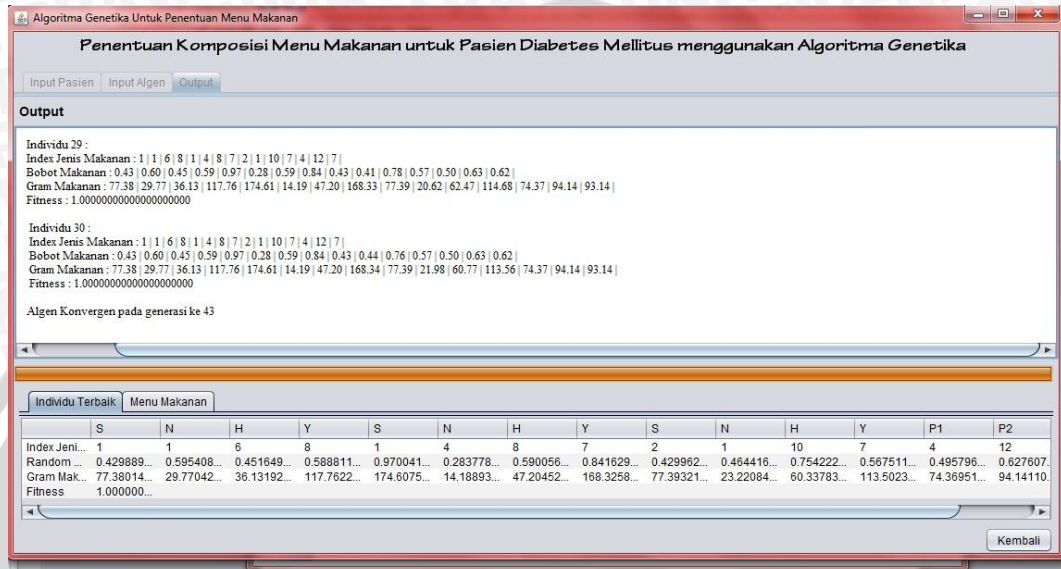 Algoritma Genetika Untuk Penentuan Menu Makanan
Penentuan Komposisi Menu Makanan untuk Pasien Diabetes Mellitus menggunakan Algoritma Genetika
Input Pasien Input Algen Output
Output
Individu 29 :
Index Jenis Makanan : 1 | 1 | 6 | 8 | 1 | 4 | 8 | 7 | 2 | 1 | 10 | 7 | 4 | 12 | 7 |
Bobot Makanan : 0.43 | 0.60 | 0.45 | 0.59 | 0.97 | 0.28 | 0.59 | 0.84 | 0.43 | 0.41 | 0.78 | 0.57 | 0.50 | 0.63 | 0.62 |
Gram Makanan : 77.38 | 29.77 | 36.13 | 117.76 | 174.61 | 14.19 | 47.20 | 168.33 | 77.39 | 20.62 | 62.47 | 114.68 | 74.37 | 94.14 | 93.14 |
Fitness : 1.00000000000000000000
Individu 30 :
Index Jenis Makanan : 1 | 1 | 6 | 8 | 1 | 4 | 8 | 7 | 2 | 1 | 10 | 7 | 4 | 12 | 7 |
Bobot Makanan : 0.43 | 0.60 | 0.45 | 0.59 | 0.97 | 0.28 | 0.59 | 0.84 | 0.43 | 0.44 | 0.76 | 0.57 | 0.50 | 0.63 | 0.62 |
Gram Makanan : 77.38 | 29.77 | 36.13 | 117.76 | 174.61 | 14.19 | 47.20 | 168.34 | 77.39 | 21.98 | 60.77 | 113.56 | 74.37 | 94.14 | 93.14 |
Fitness : 1.00000000000000000000
Algen Konvergen pada generasi ke 43
Individu Terbaik Menu Makanan
S N H Y S N H Y S N H Y P1 P2
Index Jeni... 1 1 6 8 1 4 8 7 2 1 10 7 4 12
Random ... 0.429889... 0.595408... 0.451649... 0.588811... 0.970041... 0.283778... 0.590056... 0.841629... 0.429962... 0.464416... 0.754222... 0.567511... 0.495796... 0.627607.
Gram Mak... 77.38014... 29.77042... 36.13192... 117.7622... 174.6075... 14.18893... 47.20452... 168.3258... 77.39321... 23.22084... 60.33783... 113.5023... 74.36951... 94.14110.
Fitness 1.000000...
Kembali